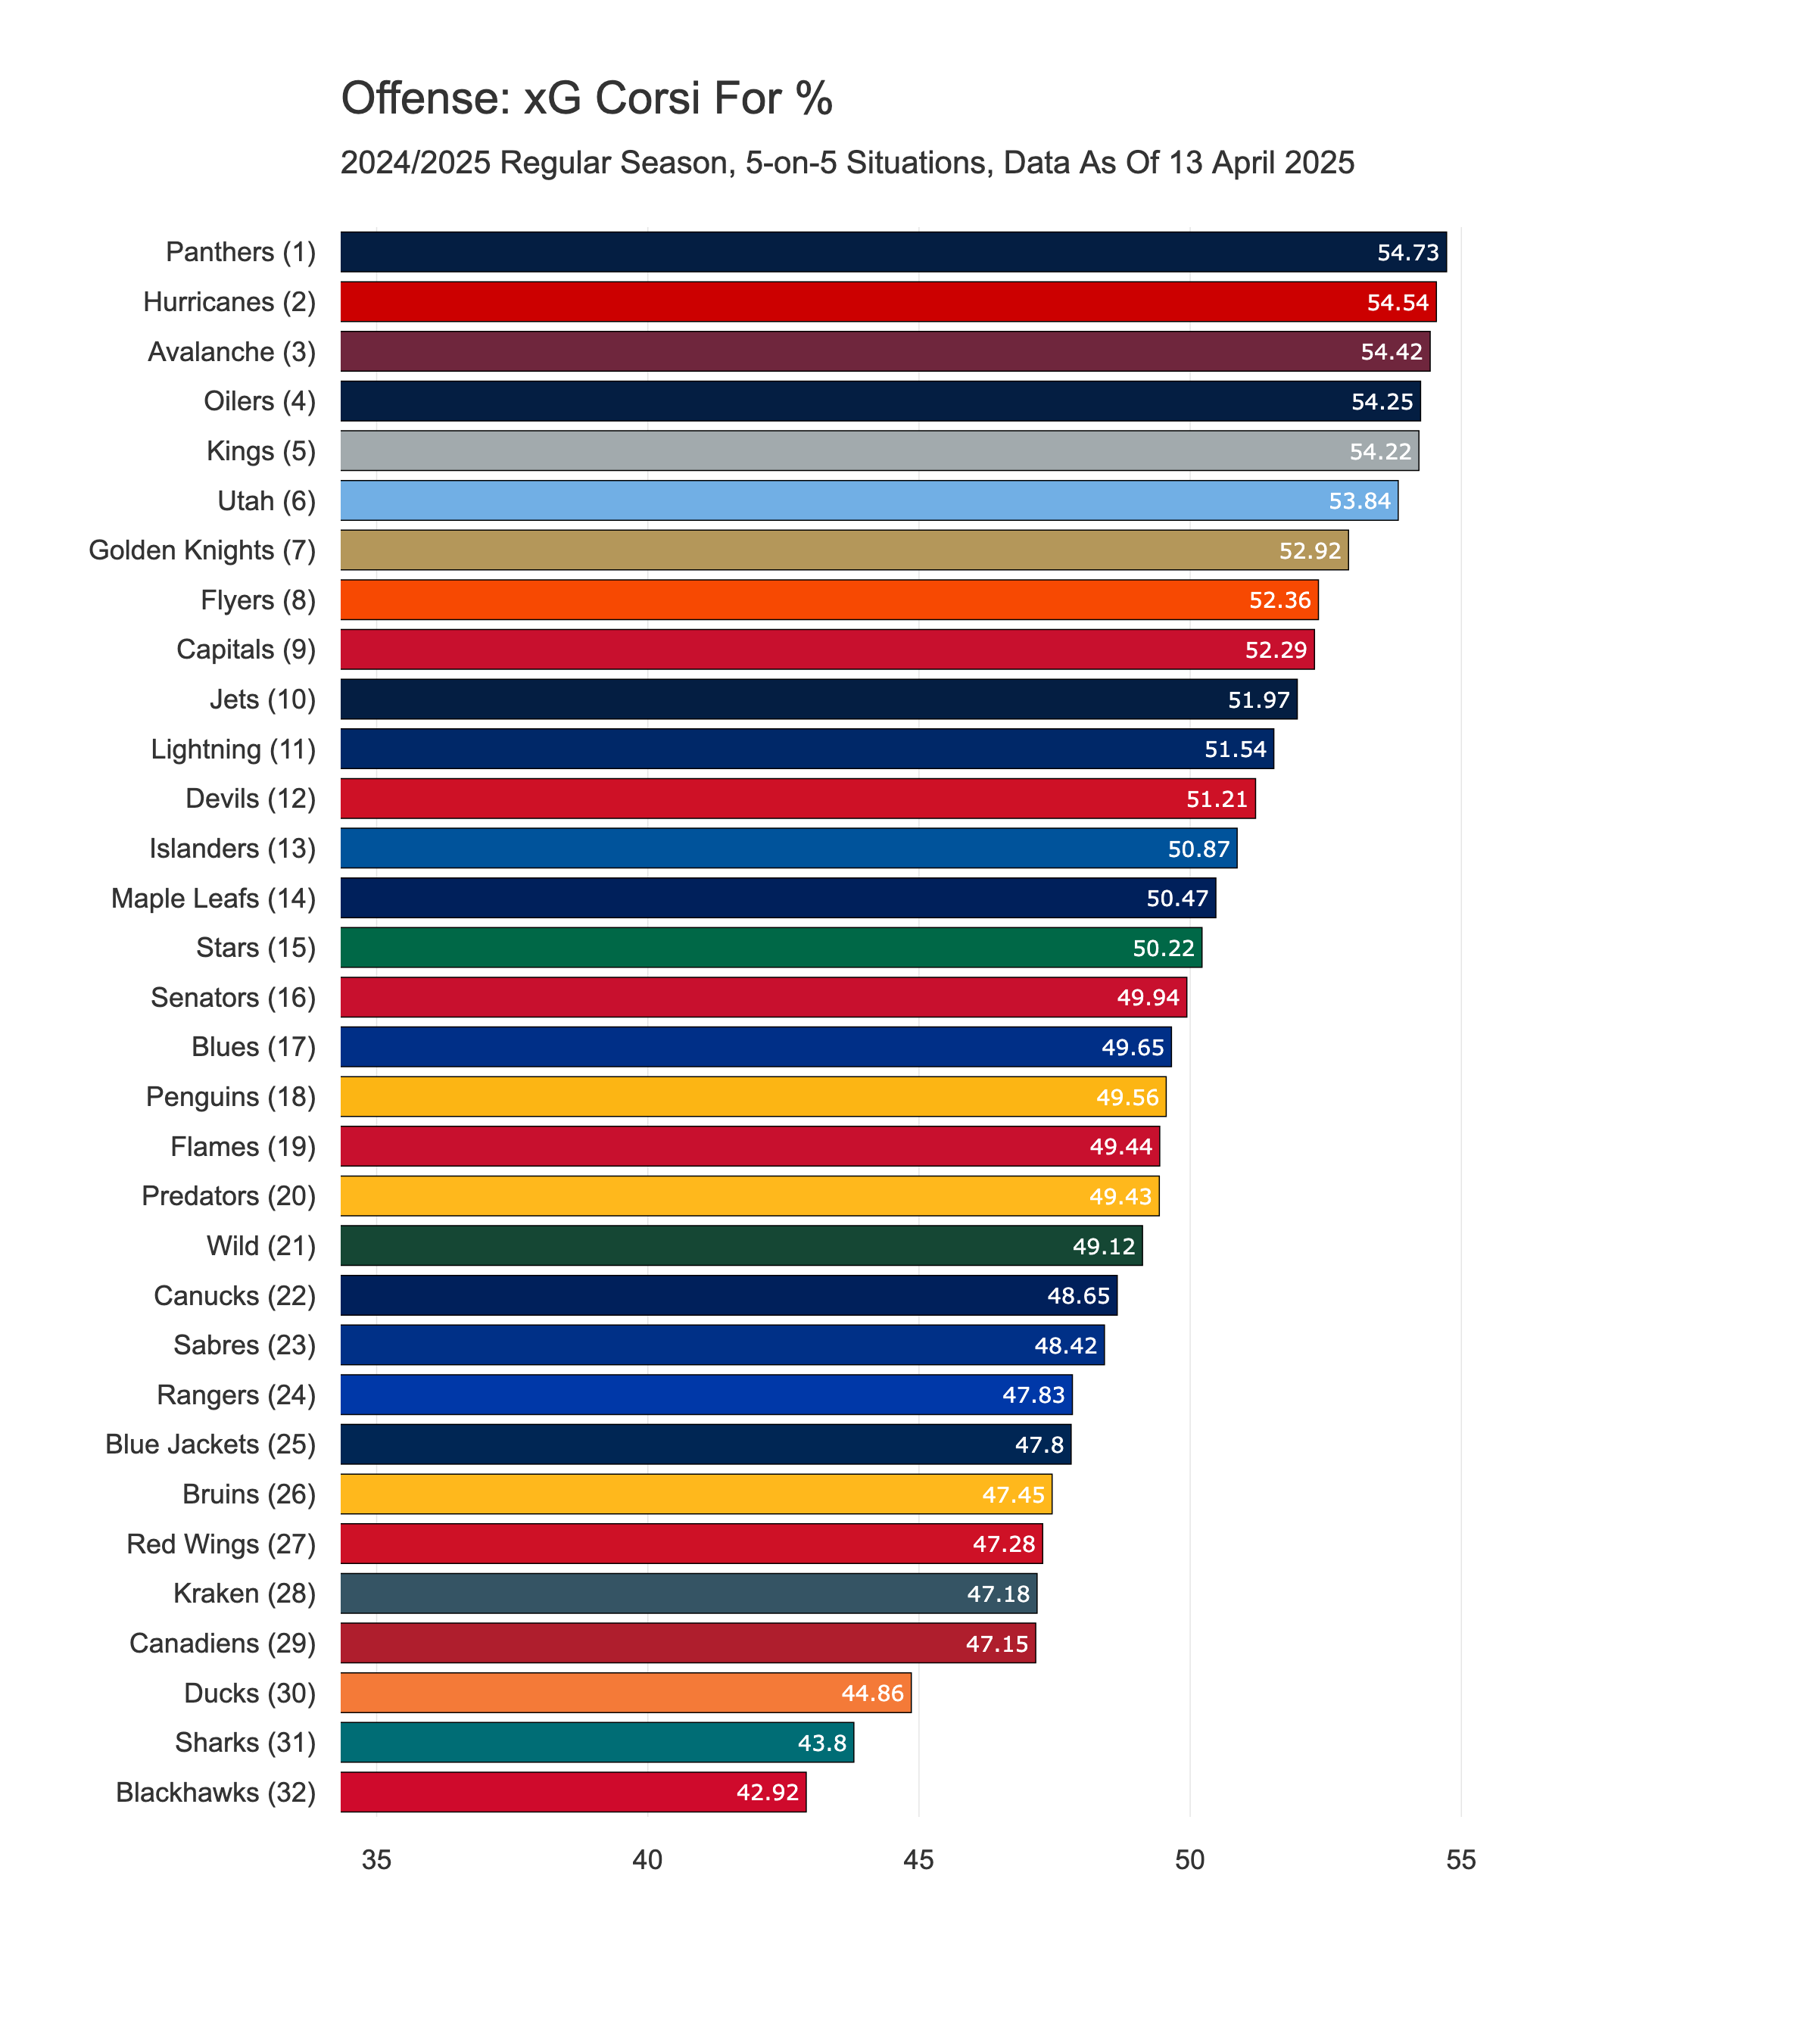 Offense: xG Corsi For %
2024/2025 Regular Season, 5-on-5 Situations, Data As Of 13 April 2025
Panthers (1) 54.73
Hurricanes (2) 54.54
Avalanche (3) 54.42
Oilers (4) 54.25
Kings (5) 54.22
Utah (6) 53.84
Golden Knights (7) 52.92
Flyers (8) 52.36
Capitals (9) 52.29
Jets (10) 51.97
Lightning (11) 51.54
Devils (12) 51.21
Islanders (13) 50.87
Maple Leafs (14) 50.47
Stars (15) 50.22
Senators (16) 49.94
Blues (17) 49.65
Penguins (18) 49.56
Flames (19) 49.44
Predators (20) 49.43
Wild (21) 49.12
Canucks (22) 48.65
Sabres (23) 48.42
Rangers (24) 47.83
Blue Jackets (25) 47.8
Bruins (26) 47.45
Red Wings (27) 47.28
Kraken (28) 47.18
Canadiens (29) 47.15
Ducks (30) 44.86
Sharks (31) 43.8
Blackhawks (32) 42.92
35 40 45 50 55